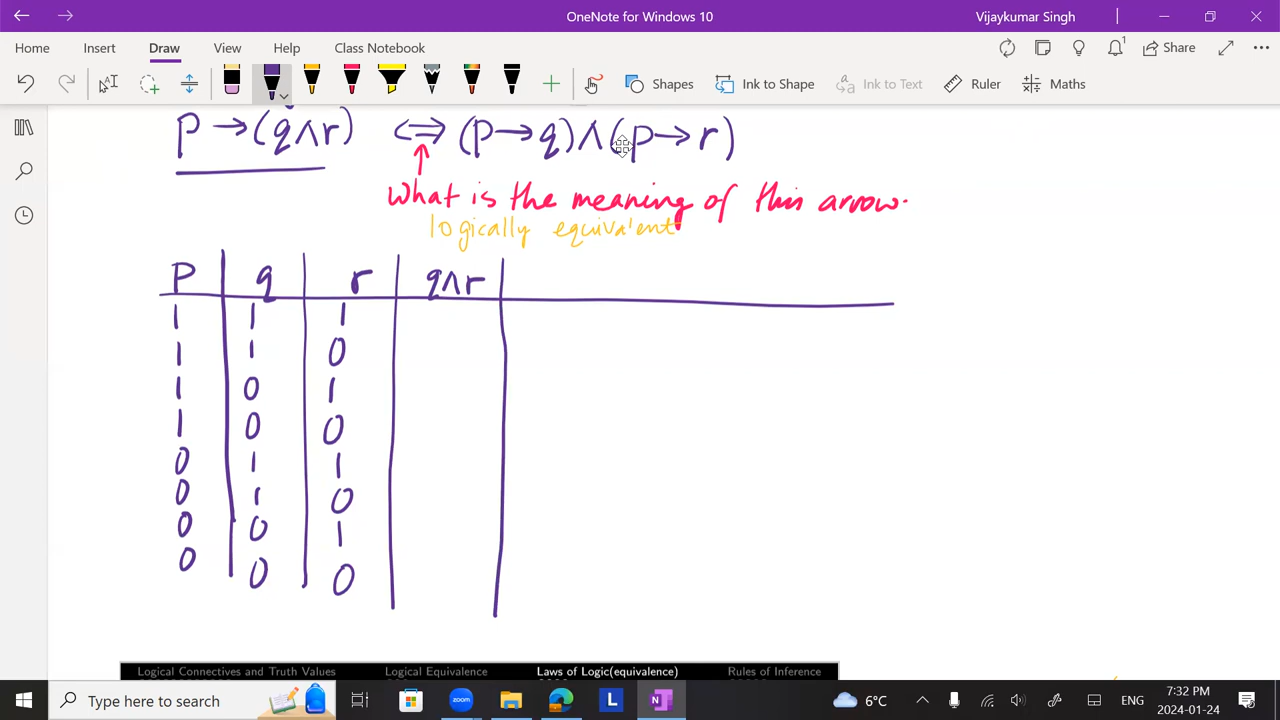 OneNote for Windows 10
Vijaykumar Singh
Home Insert Draw View Help Class Notebook
1 Share
Shapes Ink to Shape Ink to Text Ruler Maths
p → (q ∧ r) ⟺ (p → q) ∧ (p → r)
What is the meaning of this arrow.
logically equivalent
p q r q∧r
1 1 1
1 1 0
1 0 1
1 0 0
0 1 1
0 1 0
0 0 1
0 0 0
Logical Connectives and Truth Values Logical Equivalence Laws of Logic(equivalence) Rules of Inference
Type here to search
zoom L N 6°C ENG 7:32 PM
2024-01-24